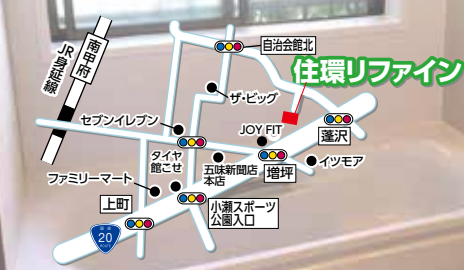 自治会館北
南甲府
JR身延線
住環リファイン
ザ・ビッグ
セブンイレブン
JOY FIT
蓬沢
タイヤ
館こせ
五味新聞店
本店
増坪
イツモア
ファミリーマート
上町
小瀬スポーツ
公園入口
国道
20
ROUTE